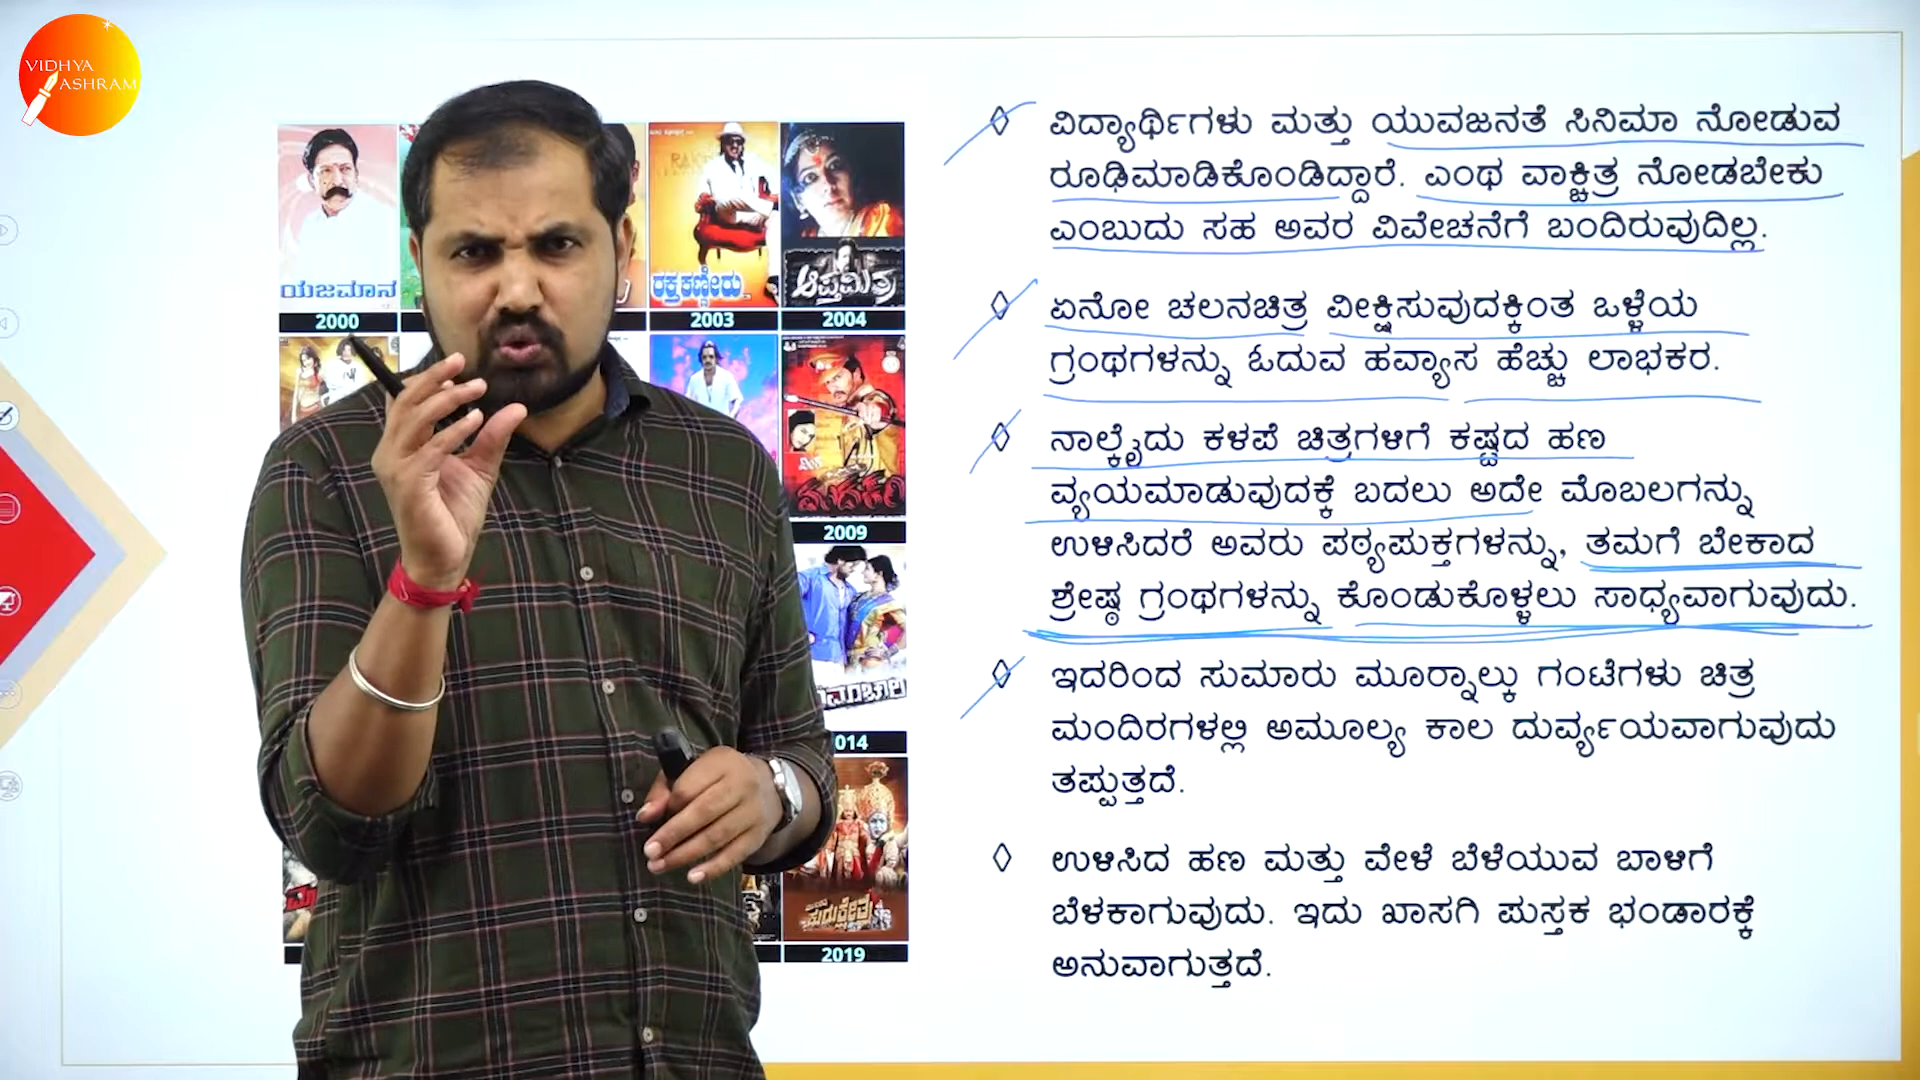 VIDHYA
ASHRAM
ಯಜಮಾನ
ರಕ್ತಕಣ್ಣೀರು
ಆಪ್ತಮಿತ್ರ
2000
2003
2004
2009
014
ಕುರುಕ್ಷೇತ್ರ
2019
ವಿದ್ಯಾರ್ಥಿಗಳು ಮತ್ತು ಯುವಜನತೆ ಸಿನಿಮಾ ನೋಡುವ
ರೂಢಿಮಾಡಿಕೊಂಡಿದ್ದಾರೆ. ಎಂಥ ವಾಕ್ಚಿತ್ರ ನೋಡಬೇಕು
ಎಂಬುದು ಸಹ ಅವರ ವಿವೇಚನೆಗೆ ಬಂದಿರುವುದಿಲ್ಲ.
ಏನೋ ಚಲನಚಿತ್ರ ವೀಕ್ಷಿಸುವುದಕ್ಕಿಂತ ಒಳ್ಳೆಯ
ಗ್ರಂಥಗಳನ್ನು ಓದುವ ಹವ್ಯಾಸ ಹೆಚ್ಚು ಲಾಭಕರ.
ನಾಲ್ಕೈದು ಕಳಪೆ ಚಿತ್ರಗಳಿಗೆ ಕಷ್ಟದ ಹಣ
ವ್ಯಯಮಾಡುವುದಕ್ಕೆ ಬದಲು ಅದೇ ಮೊಬಲಗನ್ನು
ಉಳಿಸಿದರೆ ಅವರು ಪಠ್ಯಪುಕ್ತಗಳನ್ನು, ತಮಗೆ ಬೇಕಾದ
ಶ್ರೇಷ್ಠ ಗ್ರಂಥಗಳನ್ನು ಕೊಂಡುಕೊಳ್ಳಲು ಸಾಧ್ಯವಾಗುವುದು.
ಇದರಿಂದ ಸುಮಾರು ಮೂರ‍್ನಾಲ್ಕು ಗಂಟೆಗಳು ಚಿತ್ರ
ಮಂದಿರಗಳಲ್ಲಿ ಅಮೂಲ್ಯ ಕಾಲ ದುರ್ವ್ಯಯವಾಗುವುದು
ತಪ್ಪುತ್ತದೆ.
ಉಳಿಸಿದ ಹಣ ಮತ್ತು ವೇಳೆ ಬೆಳೆಯುವ ಬಾಳಿಗೆ
ಬೆಳಕಾಗುವುದು. ಇದು ಖಾಸಗಿ ಪುಸ್ತಕ ಭಂಡಾರಕ್ಕೆ
ಅನುವಾಗುತ್ತದೆ.